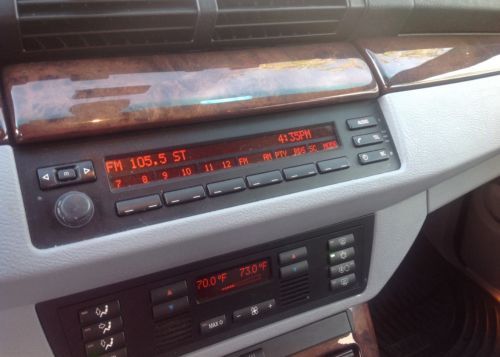 FM 105.5 ST 4:35PM
7 8 9 10 11 12 FM AM PTY RDS SC MODE
70.0°F 73.0°F
MAX